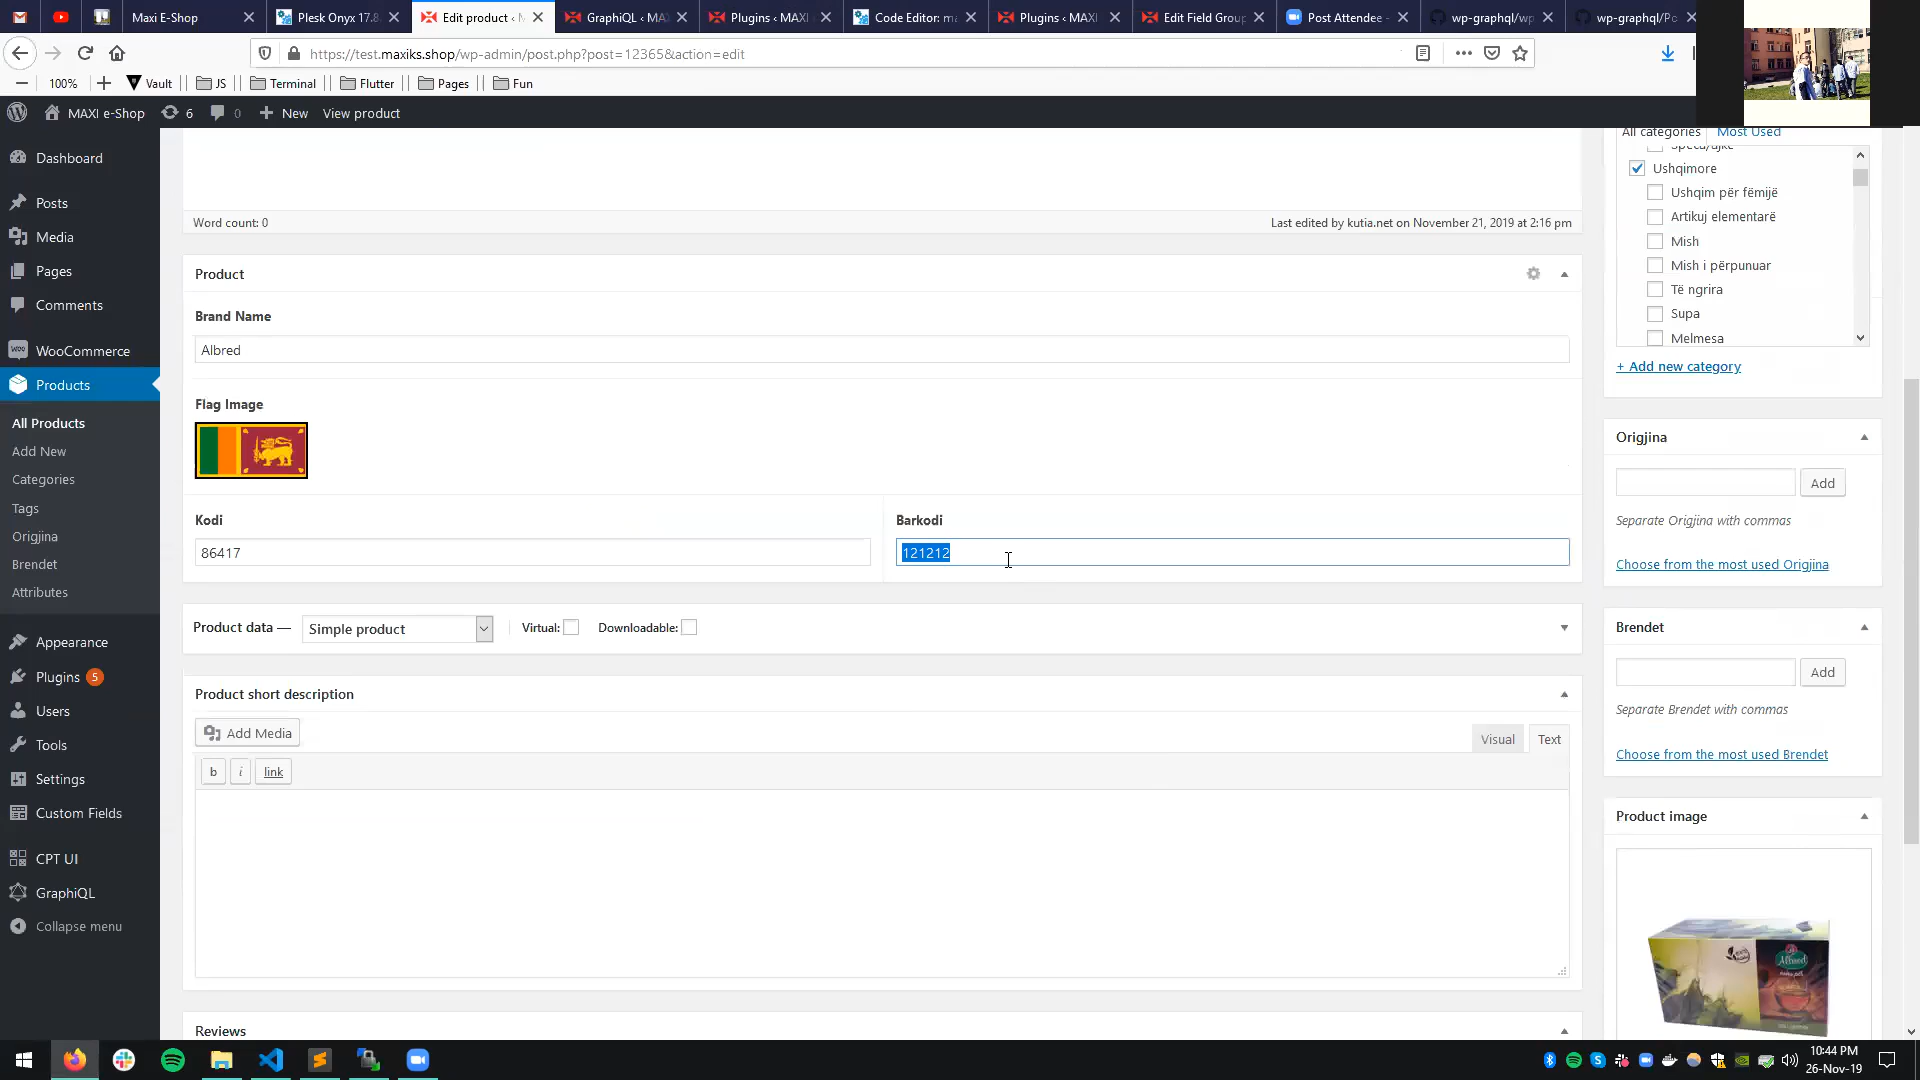 Maxi E-Shop
Plesk Onyx 17.8
Edit product ‹ M
GraphiQL ‹ MA
Plugins ‹ MAXI
Code Editor: m
Plugins ‹ MAXI
Edit Field Group
Post Attendee -
wp-graphql/wp
wp-graphql/Po
https://test.maxiks.shop/wp-admin/post.php?post=12365&action=edit
100%
Vault
JS
Terminal
Flutter
Pages
Fun
MAXI e-Shop
6
0
New
View product
Dashboard
Posts
Media
Pages
Comments
WooCommerce
Products
All Products
Add New
Categories
Tags
Origjina
Brendet
Attributes
Appearance
Plugins 5
Users
Tools
Settings
Custom Fields
CPT UI
GraphiQL
Collapse menu
Word count: 0
Last edited by kutia.net on November 21, 2019 at 2:16 pm
Product
Brand Name
Albred
Flag Image
Kodi
86417
Barkodi
121212
Product data —
Simple product
Virtual:
Downloadable:
Product short description
Add Media
Visual
Text
b
i
link
Reviews
All categories
Most Used
Ushqimore
Ushqim për fëmijë
Artikuj elementarë
Mish
Mish i përpunuar
Të ngrira
Supa
Melmesa
+ Add new category
Origjina
Add
Separate Origjina with commas
Choose from the most used Origjina
Brendet
Add
Separate Brendet with commas
Choose from the most used Brendet
Product image
10:44 PM
26-Nov-19